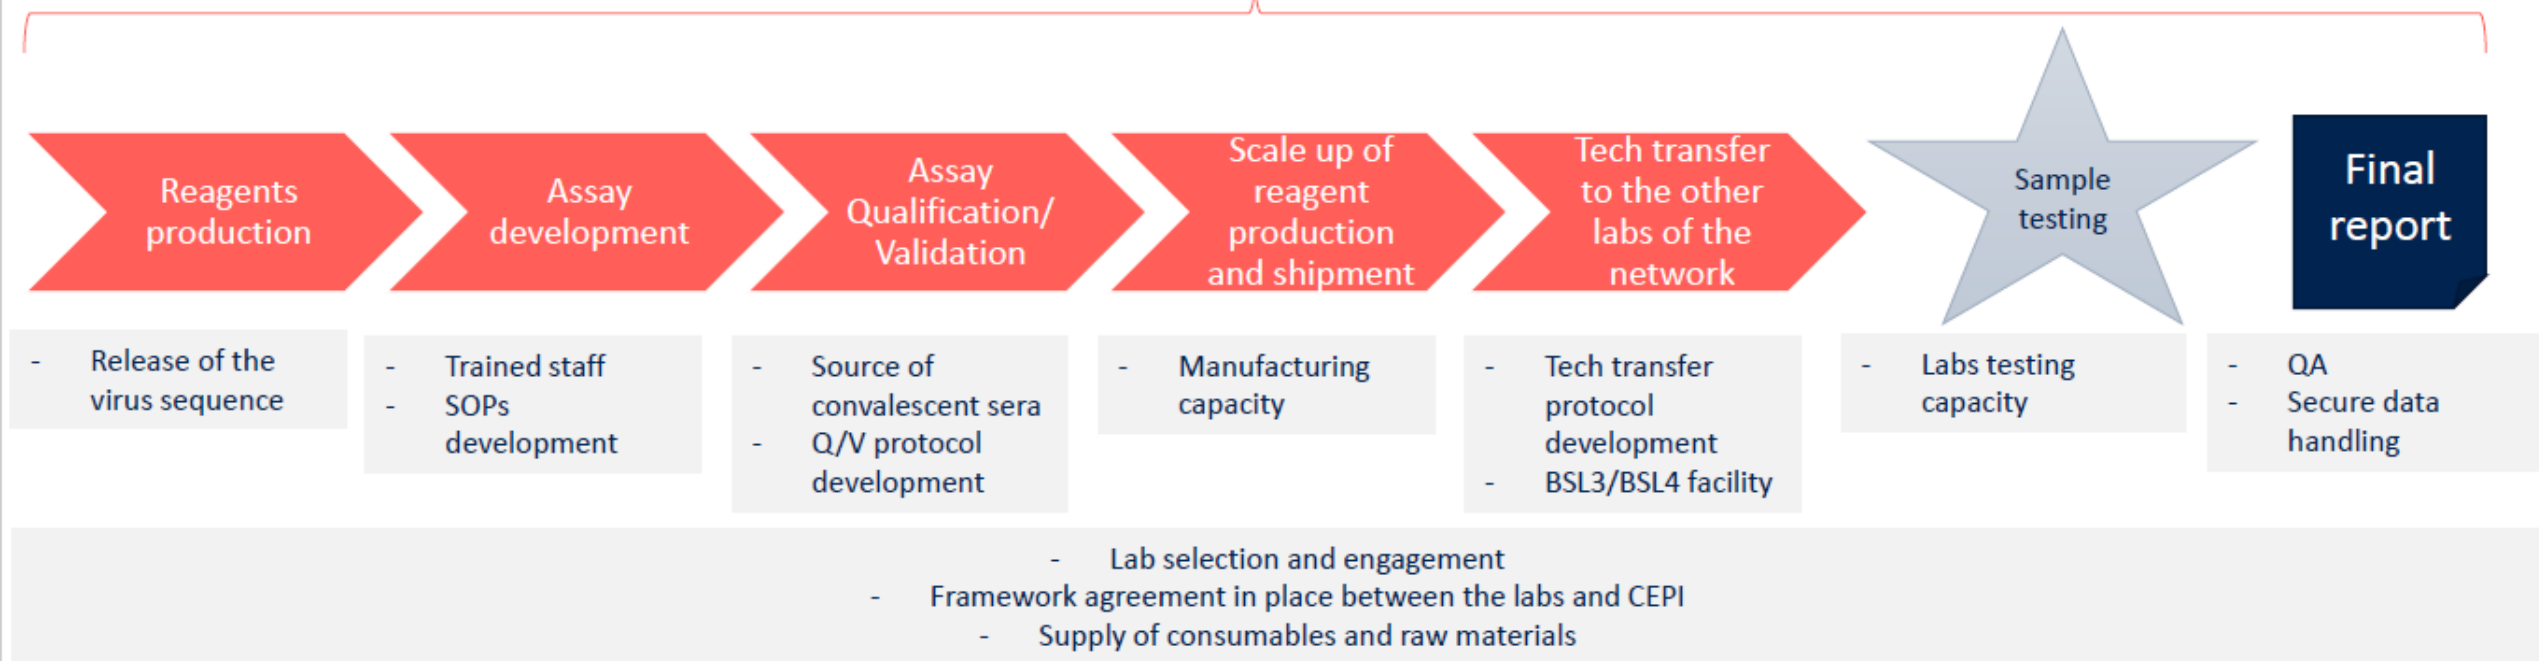 Reagents
production
Assay
development
Assay
Qualification/
Validation
Scale up of
reagent
production
and shipment
Tech transfer
to the other
labs of the
network
Sample
testing
Final
report
- Release of the
virus sequence
- Trained staff
- SOPs
development
- Source of
convalescent sera
- Q/V protocol
development
- Manufacturing
capacity
- Tech transfer
protocol
development
- BSL3/BSL4 facility
- Labs testing
capacity
- QA
- Secure data
handling
- Lab selection and engagement
- Framework agreement in place between the labs and CEPI
- Supply of consumables and raw materials